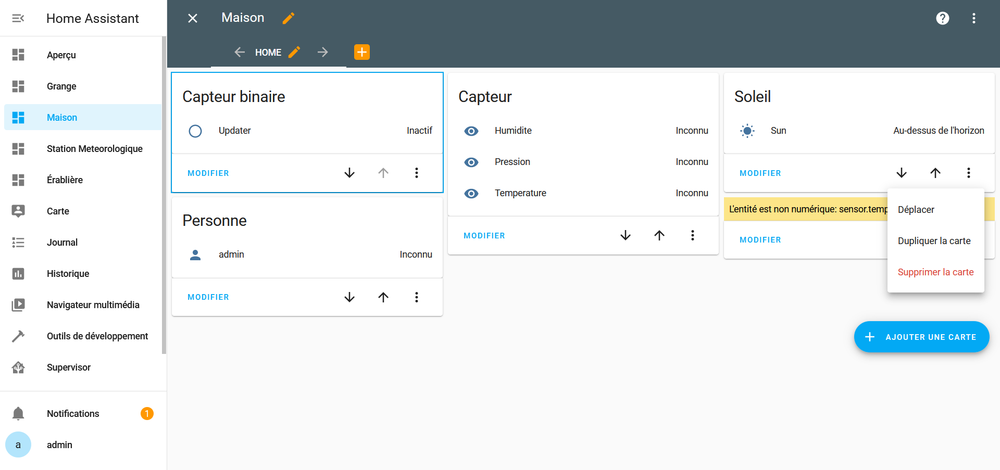 Home Assistant
Aperçu
Grange
Maison
Station Meteorologique
Érablière
Carte
Journal
Historique
Navigateur multimédia
Outils de développement
Supervisor
Notifications
1
a
admin
Maison
HOME
Capteur binaire
Updater Inactif
MODIFIER
Personne
admin Inconnu
MODIFIER
Capteur
Humidite Inconnu
Pression Inconnu
Temperature Inconnu
MODIFIER
Soleil
Sun Au-dessus de l'horizon
MODIFIER
L'entité est non numérique: sensor.temp
MODIFIER
Déplacer
Dupliquer la carte
Supprimer la carte
AJOUTER UNE CARTE